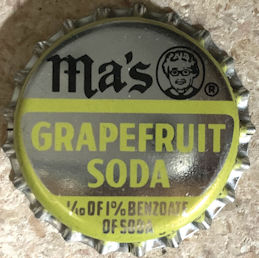 Ma's ®
GRAPEFRUIT
SODA
1/10 OF 1% BENZOATE
OF SODA